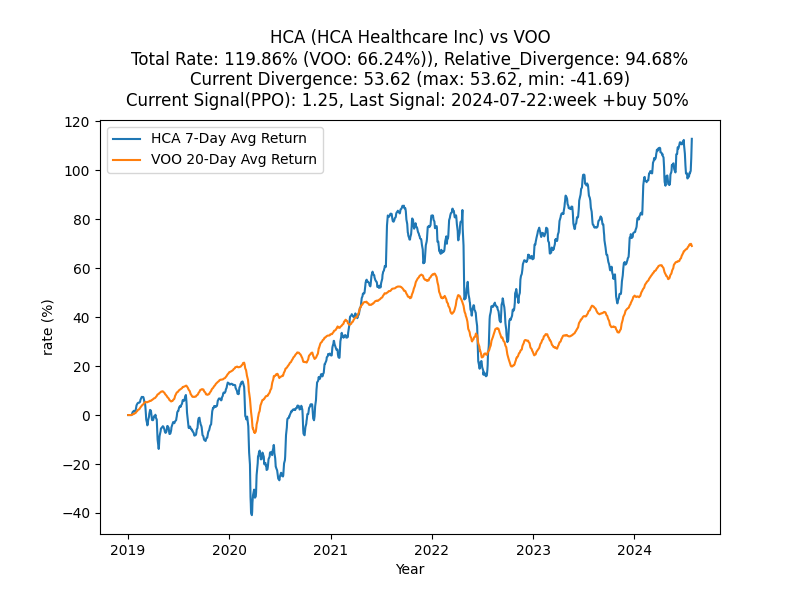 HCA (HCA Healthcare Inc) vs VOO
Total Rate: 119.86% (VOO: 66.24%)), Relative_Divergence: 94.68%
Current Divergence: 53.62 (max: 53.62, min: -41.69)
Current Signal(PPO): 1.25, Last Signal: 2024-07-22:week +buy 50%
HCA 7-Day Avg Return
VOO 20-Day Avg Return
120
100
80
60
40
20
0
−20
−40
rate (%)
2019 2020 2021 2022 2023 2024
Year